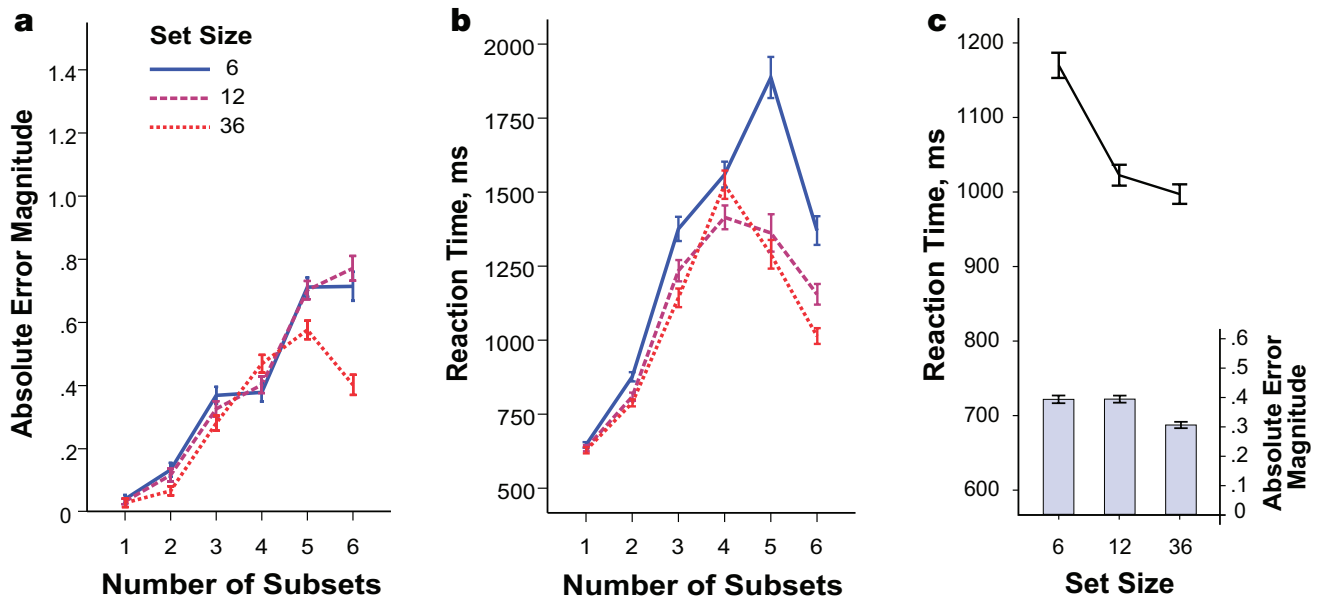 a
Set Size
6
12
36
Absolute Error Magnitude
1.4
1.2
1.0
.8
.6
.4
.2
0
1 2 3 4 5 6
Number of Subsets
b
Reaction Time, ms
2000
1750
1500
1250
1000
750
500
1 2 3 4 5 6
Number of Subsets
c
Reaction Time, ms
1200
1100
1000
900
800
700
600
.6
.5
.4
.3
.2
.1
0
Absolute Error
Magnitude
6 12 36
Set Size